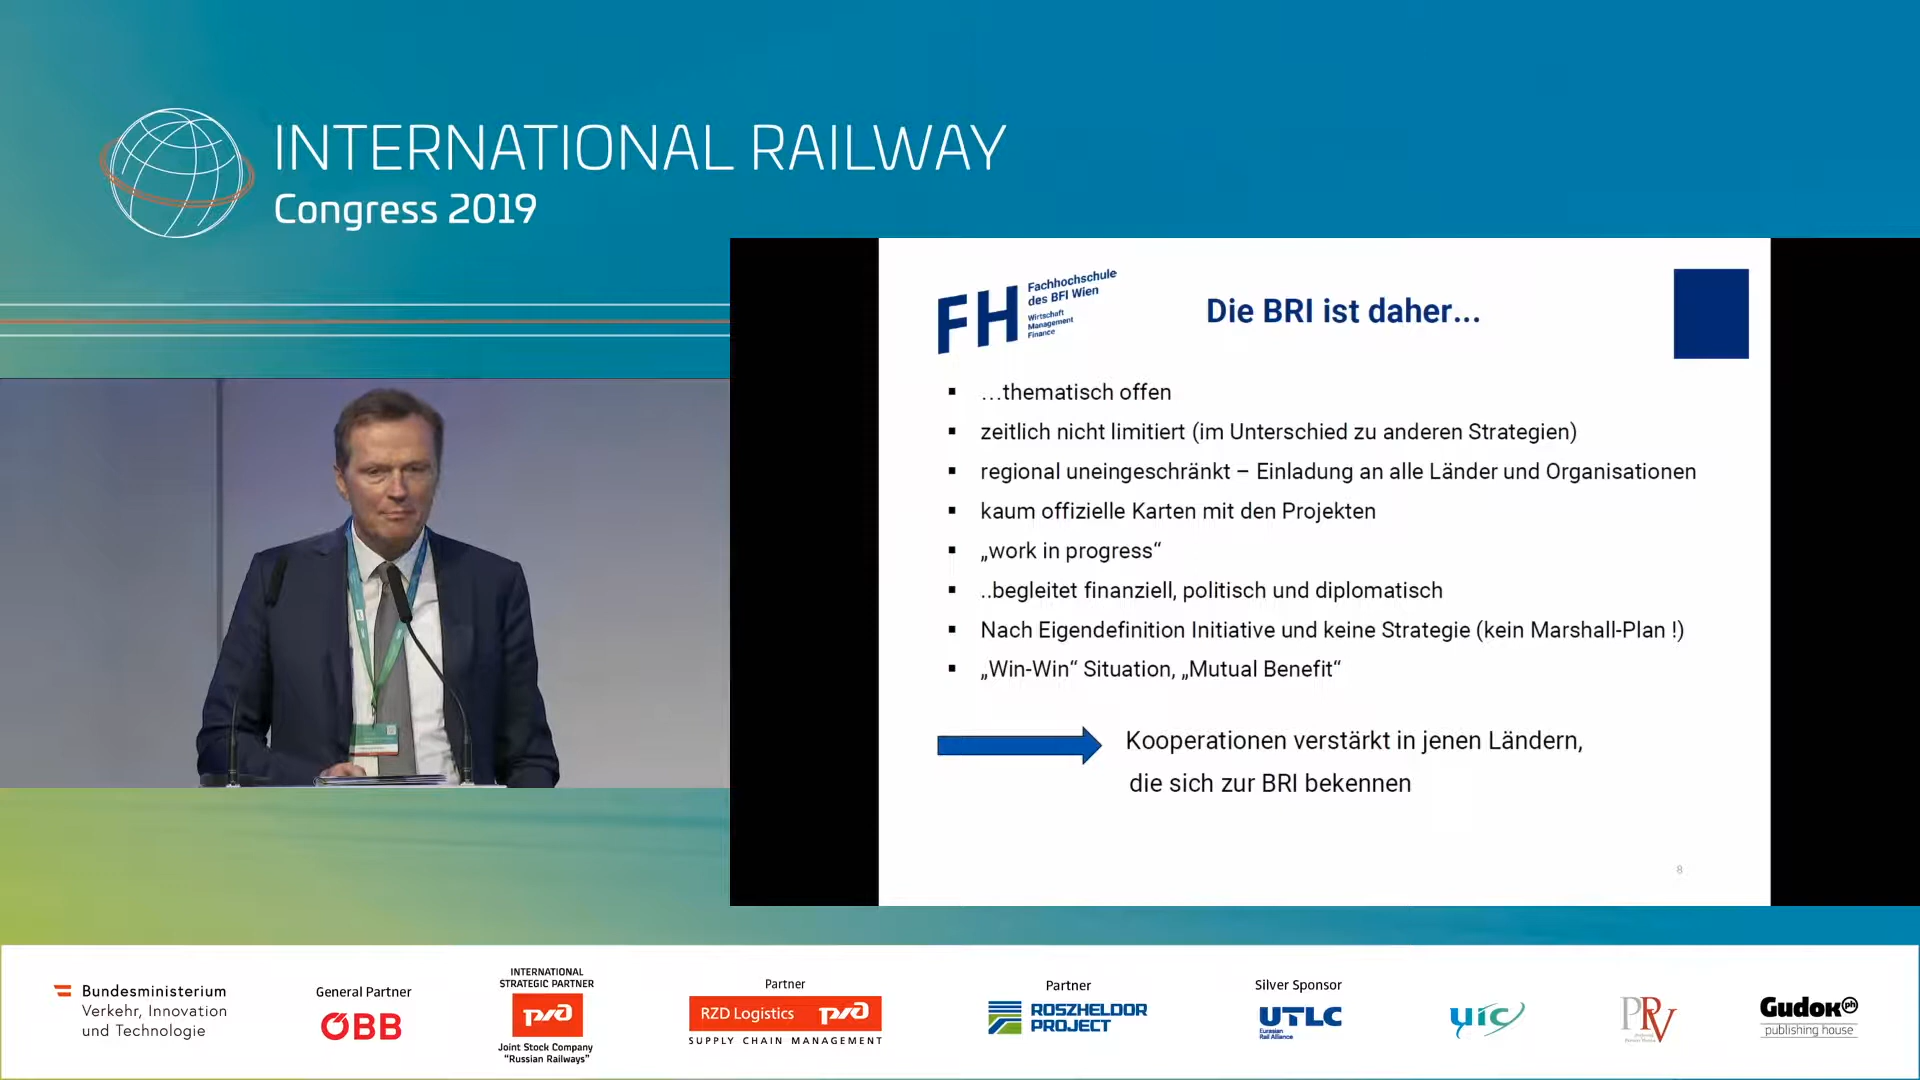 INTERNATIONAL RAILWAY
Congress 2019
FH
Fachhochschule
des BFI Wien
Wirtschaft
Management
Finance
Die BRI ist daher...
...thematisch offen
zeitlich nicht limitiert (im Unterschied zu anderen Strategien)
regional uneingeschränkt – Einladung an alle Länder und Organisationen
kaum offizielle Karten mit den Projekten
„work in progress“
..begleitet finanziell, politisch und diplomatisch
Nach Eigendefinition Initiative und keine Strategie (kein Marshall-Plan !)
„Win-Win“ Situation, „Mutual Benefit“
Kooperationen verstärkt in jenen Ländern,
die sich zur BRI bekennen
8
Bundesministerium
Verkehr, Innovation
und Technologie
General Partner
ÖBB
INTERNATIONAL
STRATEGIC PARTNER
Joint Stock Company
“Russian Railways”
Partner
RZD Logistics
SUPPLY CHAIN MANAGEMENT
Partner
ROSZHELDOR
PROJECT
Silver Sponsor
UTLC
Eurasian
Rail Alliance
uic
PRV
Gudok ph
publishing house